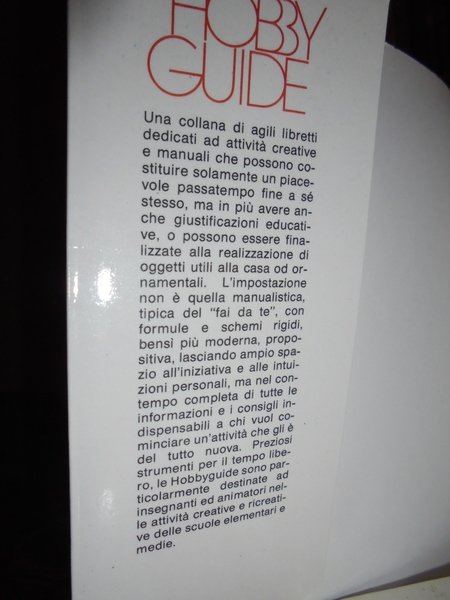 HOBBY
GUIDE
Una collana di agili libretti
dedicati ad attività creative
e manuali che possono co-
stituire solamente un piace-
vole passatempo fine a sé
stesso, ma in più avere an-
che giustificazioni educati-
ve, o possono essere fina-
lizzate alla realizzazione di
oggetti utili alla casa od or-
namentali. L'impostazione
non è quella manualistica,
tipica del "fai da te", con
formule e schemi rigidi,
bensì più moderna, propo-
sitiva, lasciando ampio spa-
zio all'iniziativa e alle intui-
zioni personali, ma nel con-
tempo completa di tutte le
informazioni e i consigli in-
dispensabili a chi vuol co-
minciare un'attività che gli è
del tutto nuova. Preziosi
strumenti per il tempo libe-
ro, le Hobbyguide sono par-
ticolarmente destinate ad
insegnanti ed animatori nel-
le attività creative e ricreati-
ve delle scuole elementari e
medie.